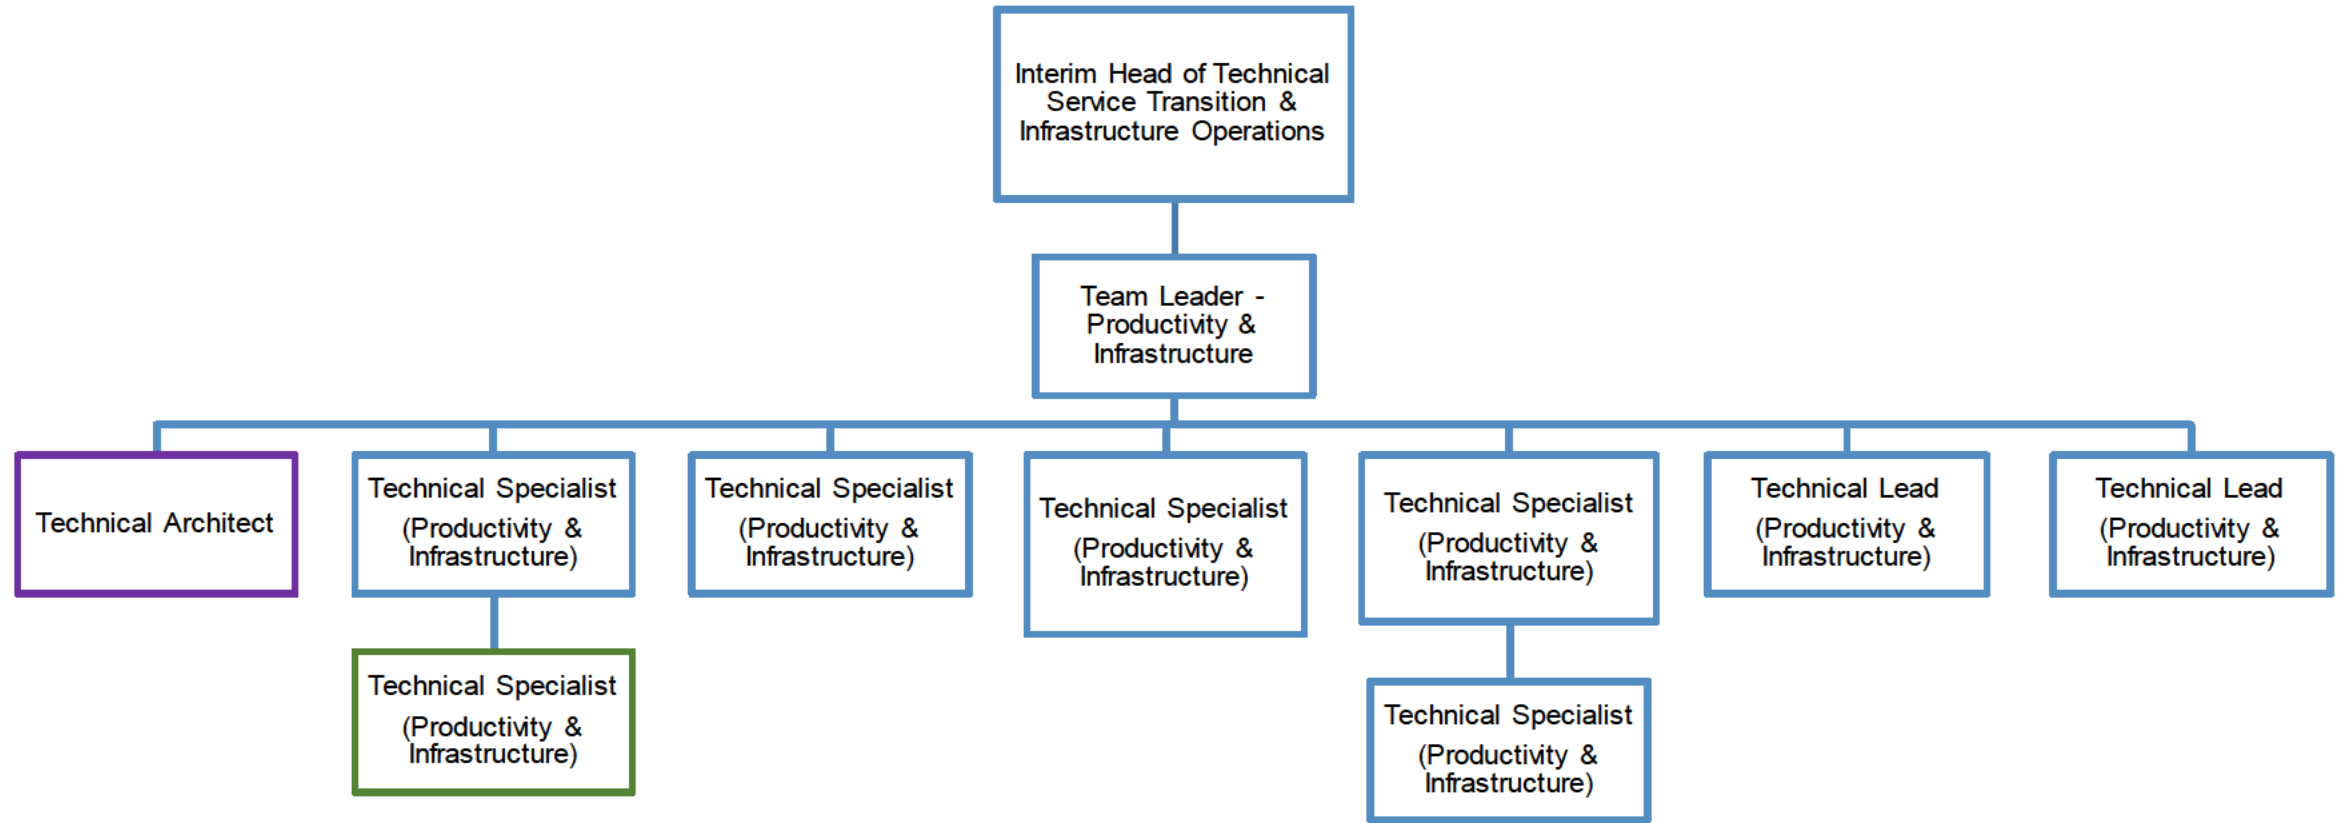 Interim Head of Technical
Service Transition &
Infrastructure Operations
Team Leader -
Productivity &
Infrastructure
Technical Architect
Technical Specialist
(Productivity &
Infrastructure)
Technical Specialist
(Productivity &
Infrastructure)
Technical Specialist
(Productivity &
Infrastructure)
Technical Specialist
(Productivity &
Infrastructure)
Technical Lead
(Productivity &
Infrastructure)
Technical Lead
(Productivity &
Infrastructure)
Technical Specialist
(Productivity &
Infrastructure)
Technical Specialist
(Productivity &
Infrastructure)